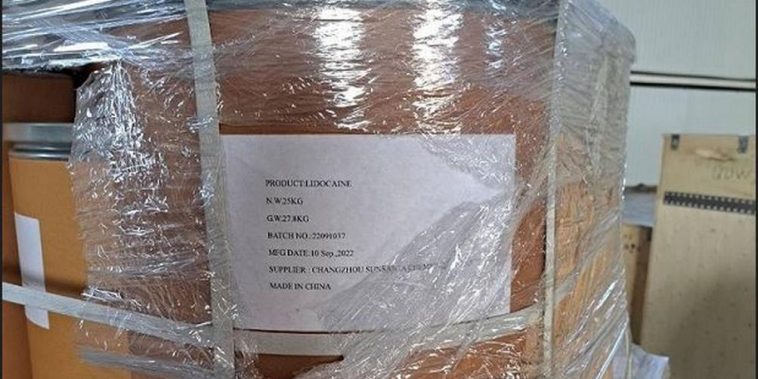 PRODUCT:LIDOCAINE
N.W.25KG
G.W.27.8KG
BATCH NO.:22091037
MFG DATE:10 Sep.,2022
SUPPLIER : CHANGZHOU
MADE IN CHINA